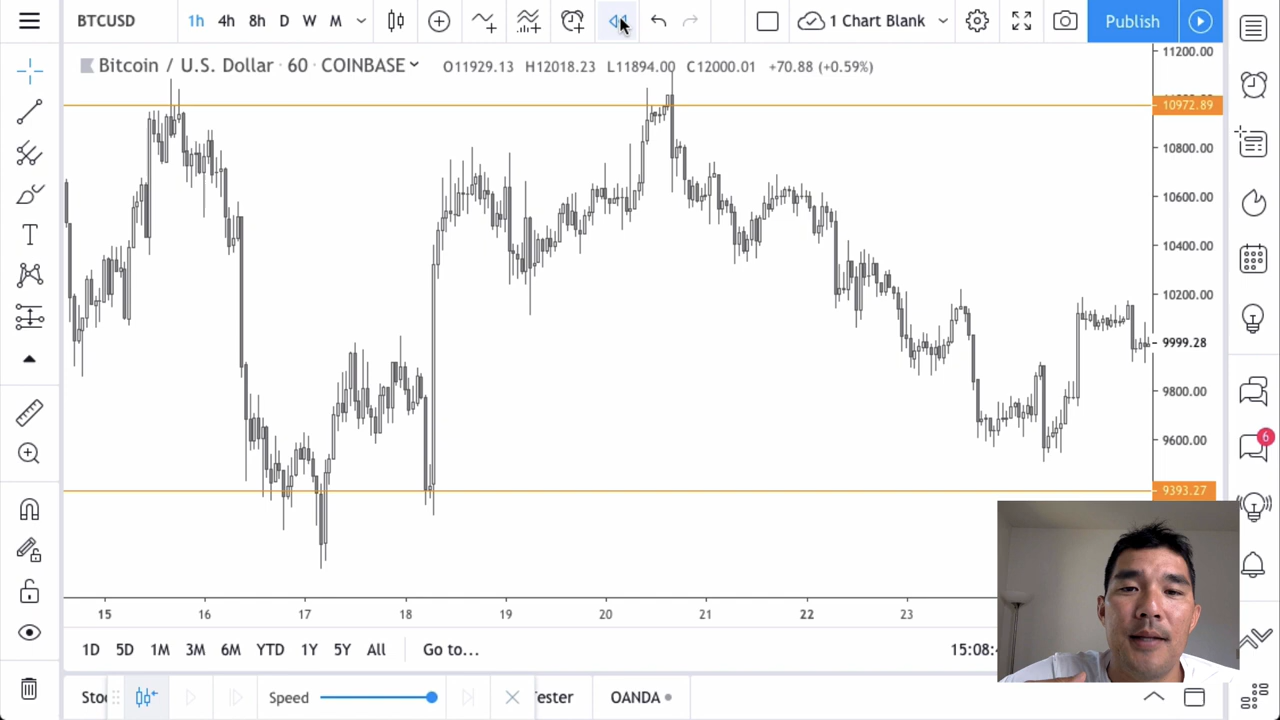 BTCUSD 1h 4h 8h D W M 1 Chart Blank Publish
Bitcoin / U.S. Dollar · 60 · COINBASE O11929.13 H12018.23 L11894.00 C12000.01 +70.88 (+0.59%)
11200.00
10972.89
10800.00
10600.00
10400.00
10200.00
9999.28
9800.00
9600.00
9393.27
6
15 16 17 18 19 20 21 22 23
1D 5D 1M 3M 6M YTD 1Y 5Y All Go to... 15:08:
Sto Speed ester OANDA